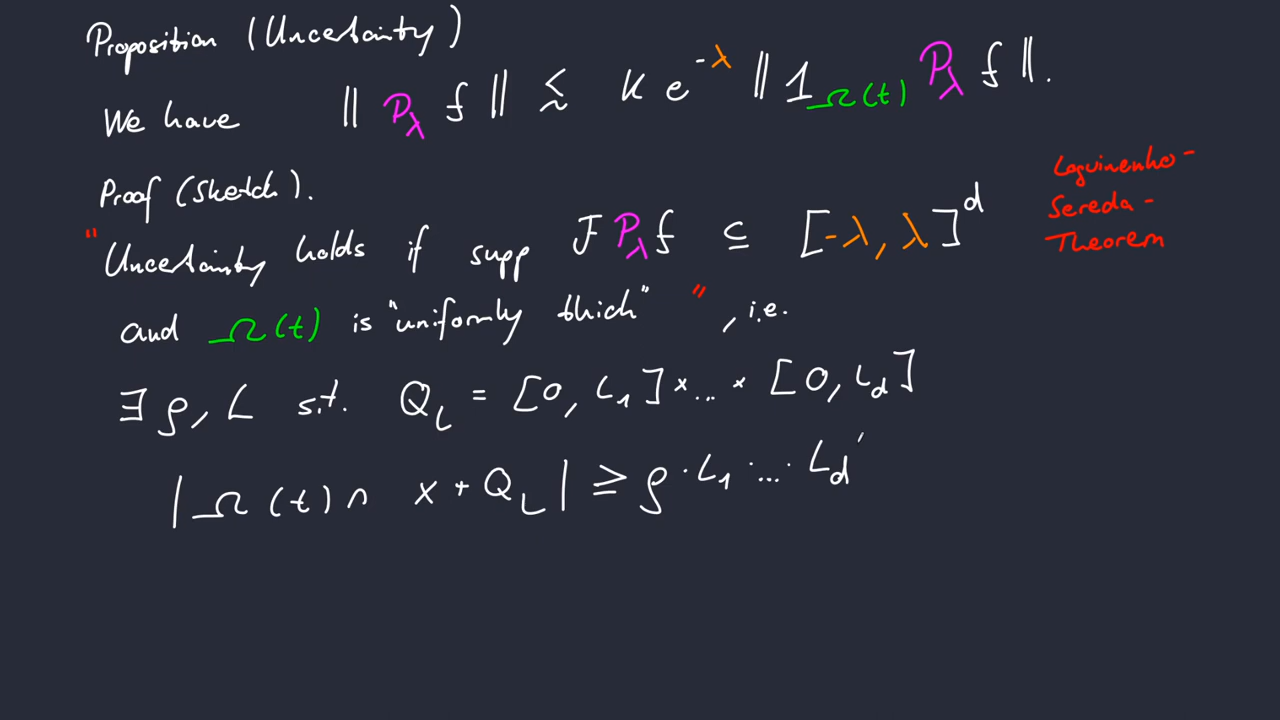 Proposition (Uncertainty)
We have ‖ P_λ f ‖ ≲ K e^{-λ} ‖ 1_{Ω(t)} P_λ f ‖.
Proof (Sketch).
"Uncertainty holds if supp F P_λ f ⊆ [-λ, λ]^d
and Ω(t) is "uniformly thick" ", i.e.
∃ ρ, L s.t. Q_L = [0, L_1] × ... × [0, L_d]
| Ω(t) ∩ x + Q_L | ≥ ρ · L_1 · ... · L_d
Loguinenko-
Sereda-
Theorem